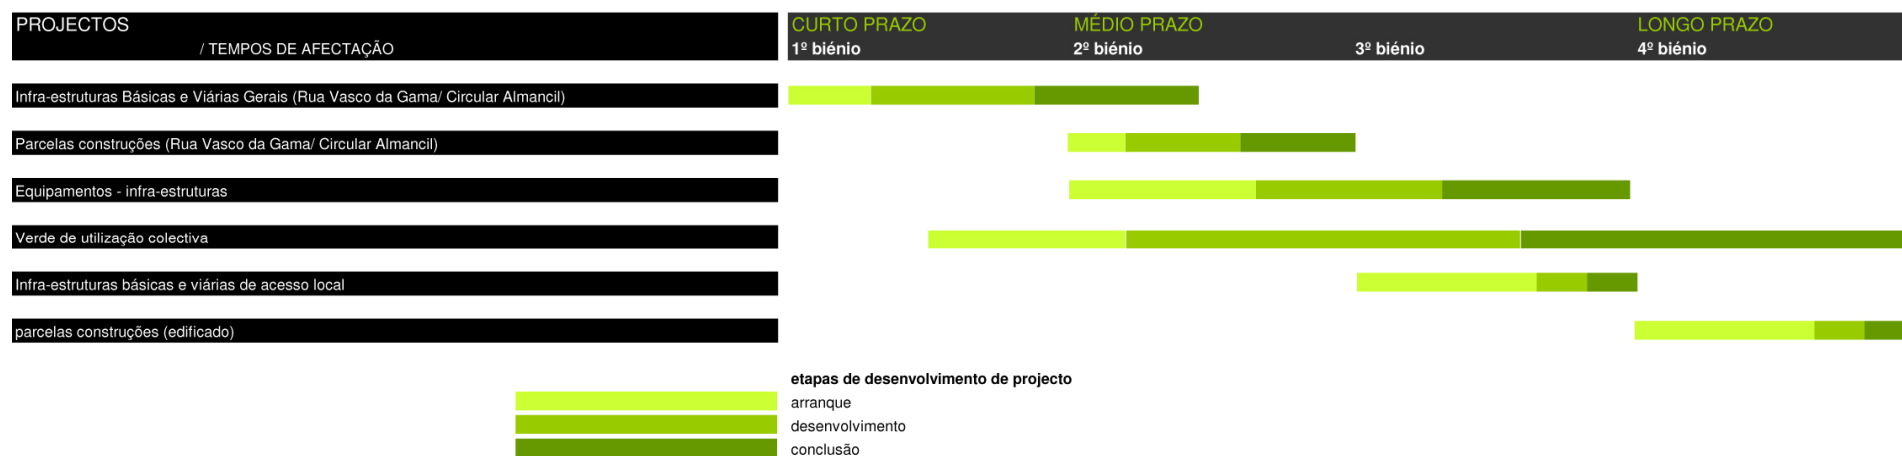 PROJECTOS
/ TEMPOS DE AFECTAÇÃO
CURTO PRAZO MÉDIO PRAZO LONGO PRAZO
1º biénio 2º biénio 3º biénio 4º biénio
Infra-estruturas Básicas e Viárias Gerais (Rua Vasco da Gama/ Circular Almancil)
Parcelas construções (Rua Vasco da Gama/ Circular Almancil)
Equipamentos - infra-estruturas
Verde de utilização colectiva
Infra-estruturas básicas e viárias de acesso local
parcelas construções (edificado)
etapas de desenvolvimento de projecto
arranque
desenvolvimento
conclusão